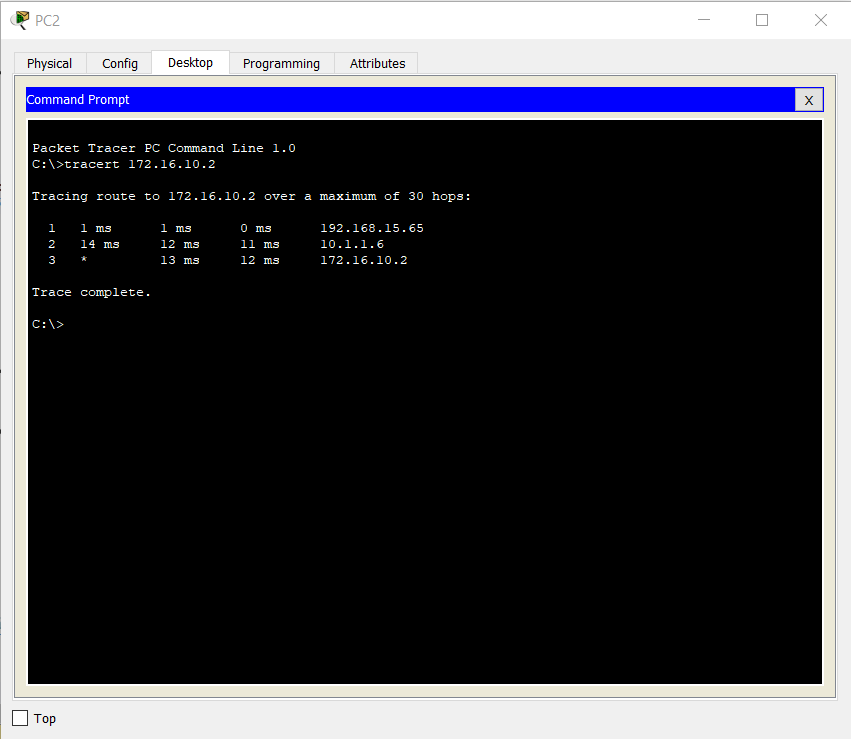 PC2
Physical Config Desktop Programming Attributes
Command Prompt X
Packet Tracer PC Command Line 1.0
C:\>tracert 172.16.10.2
Tracing route to 172.16.10.2 over a maximum of 30 hops:
1 1 ms 1 ms 0 ms 192.168.15.65
2 14 ms 12 ms 11 ms 10.1.1.6
3 * 13 ms 12 ms 172.16.10.2
Trace complete.
C:\>
Top